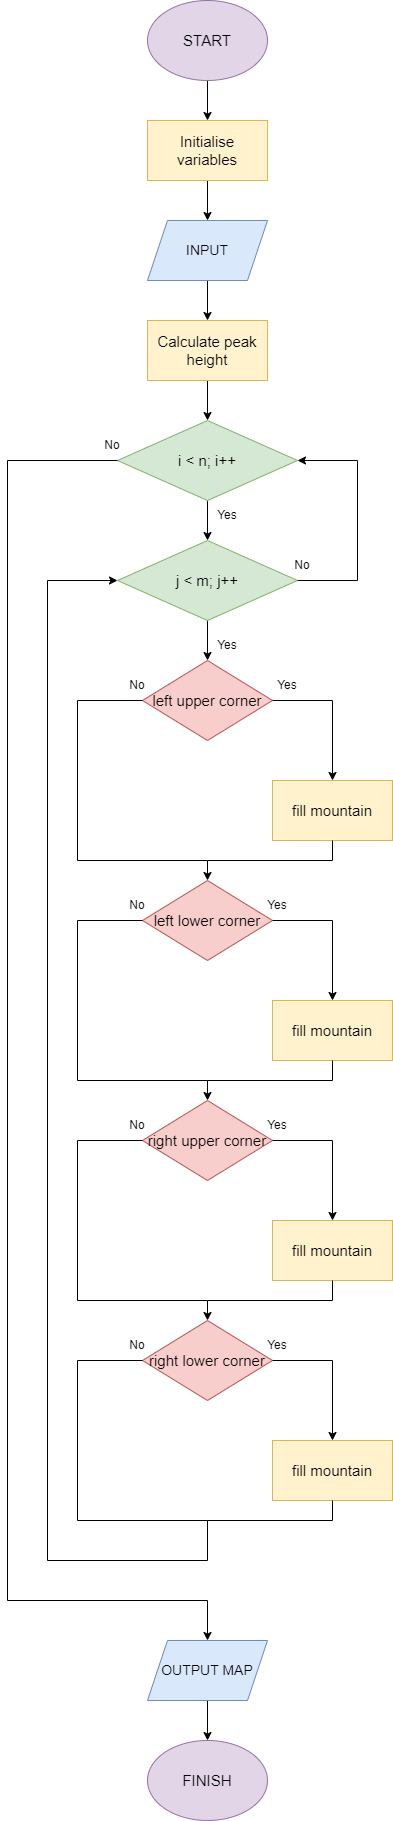 START
Initialise
variables
INPUT
Calculate peak
height
No
i < n; i++
Yes
j < m; j++
No
Yes
No
left upper corner
Yes
fill mountain
No
left lower corner
Yes
fill mountain
No
right upper corner
Yes
fill mountain
No
right lower corner
Yes
fill mountain
OUTPUT MAP
FINISH